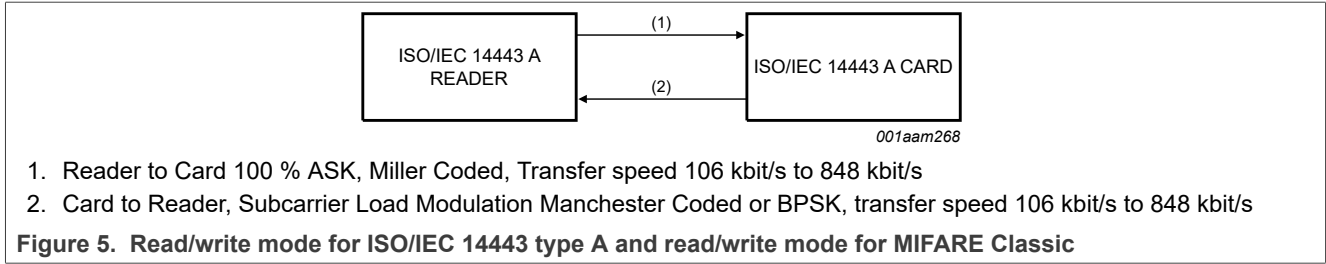 (1)
ISO/IEC 14443 A
READER
ISO/IEC 14443 A CARD
(2)
001aam268
1. Reader to Card 100 % ASK, Miller Coded, Transfer speed 106 kbit/s to 848 kbit/s
2. Card to Reader, Subcarrier Load Modulation Manchester Coded or BPSK, transfer speed 106 kbit/s to 848 kbit/s
Figure 5. Read/write mode for ISO/IEC 14443 type A and read/write mode for MIFARE Classic